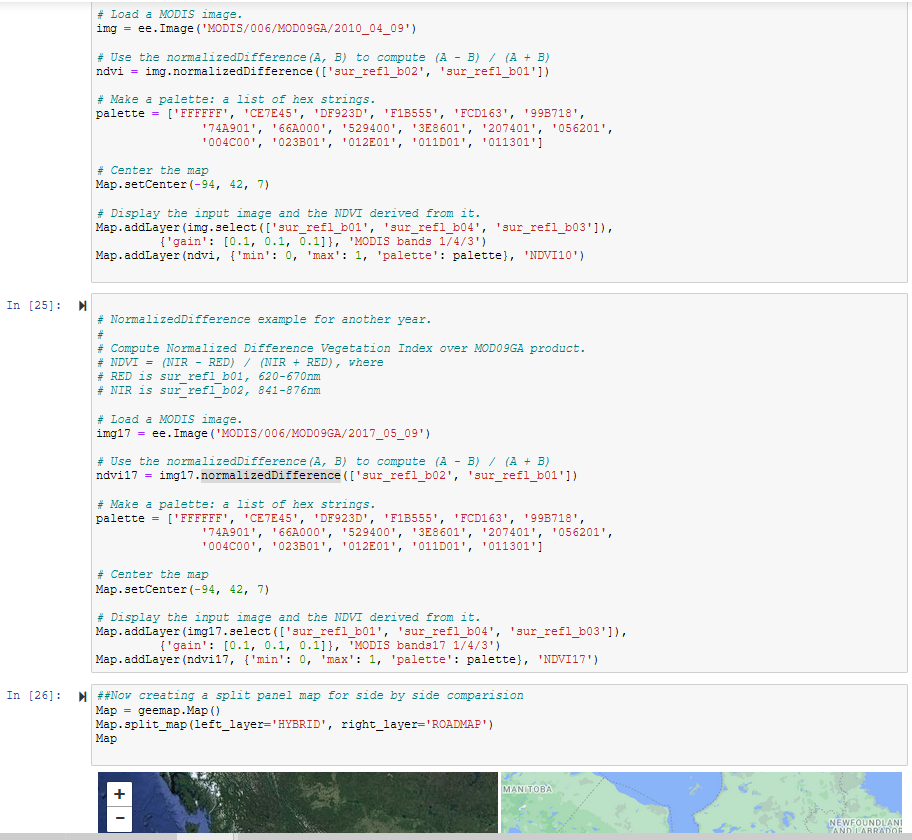 # Load a MODIS image.
img = ee.Image('MODIS/006/MOD09GA/2010_04_09')
# Use the normalizedDifference(A, B) to compute (A - B) / (A + B)
ndvi = img.normalizedDifference(['sur_refl_b02', 'sur_refl_b01'])
# Make a palette: a list of hex strings.
palette = ['FFFFFF', 'CE7E45', 'DF923D', 'F1B555', 'FCD163', '99B718',
'74A901', '66A000', '529400', '3E8601', '207401', '056201',
'004C00', '023B01', '012E01', '011D01', '011301']
# Center the map
Map.setCenter(-94, 42, 7)
# Display the input image and the NDVI derived from it.
Map.addLayer(img.select(['sur_refl_b01', 'sur_refl_b04', 'sur_refl_b03']),
{'gain': [0.1, 0.1, 0.1]}, 'MODIS bands 1/4/3')
Map.addLayer(ndvi, {'min': 0, 'max': 1, 'palette': palette}, 'NDVI10')
In [25]:
# NormalizedDifference example for another year.
#
# Compute Normalized Difference Vegetation Index over MOD09GA product.
# NDVI = (NIR - RED) / (NIR + RED), where
# RED is sur_refl_b01, 620-670nm
# NIR is sur_refl_b02, 841-876nm
# Load a MODIS image.
img17 = ee.Image('MODIS/006/MOD09GA/2017_05_09')
# Use the normalizedDifference(A, B) to compute (A - B) / (A + B)
ndvi17 = img17.normalizedDifference(['sur_refl_b02', 'sur_refl_b01'])
# Make a palette: a list of hex strings.
palette = ['FFFFFF', 'CE7E45', 'DF923D', 'F1B555', 'FCD163', '99B718',
'74A901', '66A000', '529400', '3E8601', '207401', '056201',
'004C00', '023B01', '012E01', '011D01', '011301']
# Center the map
Map.setCenter(-94, 42, 7)
# Display the input image and the NDVI derived from it.
Map.addLayer(img17.select(['sur_refl_b01', 'sur_refl_b04', 'sur_refl_b03']),
{'gain': [0.1, 0.1, 0.1]}, 'MODIS bands17 1/4/3')
Map.addLayer(ndvi17, {'min': 0, 'max': 1, 'palette': palette}, 'NDVI17')
In [26]:
##Now creating a split panel map for side by side comparision
Map = geemap.Map()
Map.split_map(left_layer='HYBRID', right_layer='ROADMAP')
Map
+
−
MANITOBA
NEWFOUNDLAND
AND LABRADOR